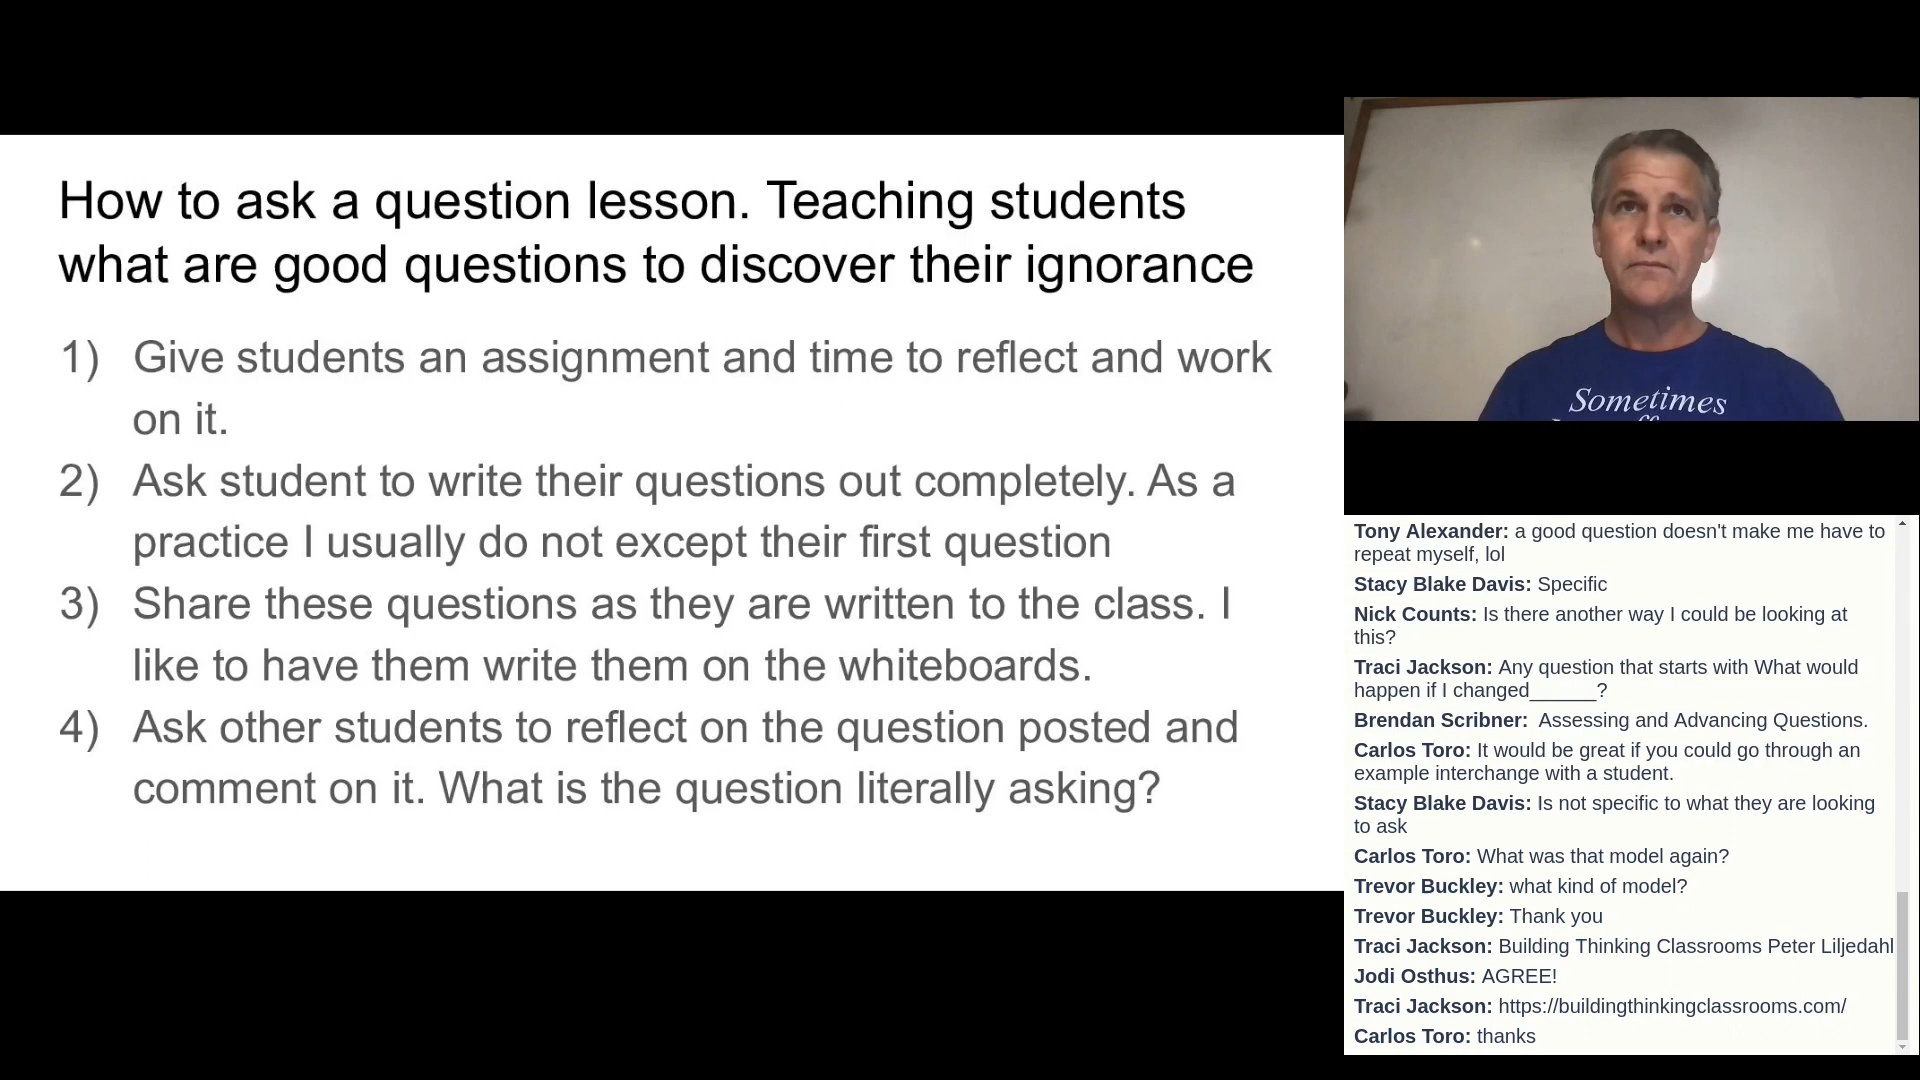 How to ask a question lesson. Teaching students
what are good questions to discover their ignorance
1) Give students an assignment and time to reflect and work
on it.
2) Ask student to write their questions out completely. As a
practice I usually do not except their first question
3) Share these questions as they are written to the class. I
like to have them write them on the whiteboards.
4) Ask other students to reflect on the question posted and
comment on it. What is the question literally asking?
Sometimes
Tony Alexander: a good question doesn't make me have to
repeat myself, lol
Stacy Blake Davis: Specific
Nick Counts: Is there another way I could be looking at
this?
Traci Jackson: Any question that starts with What would
happen if I changed______?
Brendan Scribner: Assessing and Advancing Questions.
Carlos Toro: It would be great if you could go through an
example interchange with a student.
Stacy Blake Davis: Is not specific to what they are looking
to ask
Carlos Toro: What was that model again?
Trevor Buckley: what kind of model?
Trevor Buckley: Thank you
Traci Jackson: Building Thinking Classrooms Peter Liljedahl
Jodi Osthus: AGREE!
Traci Jackson: https://buildingthinkingclassrooms.com/
Carlos Toro: thanks